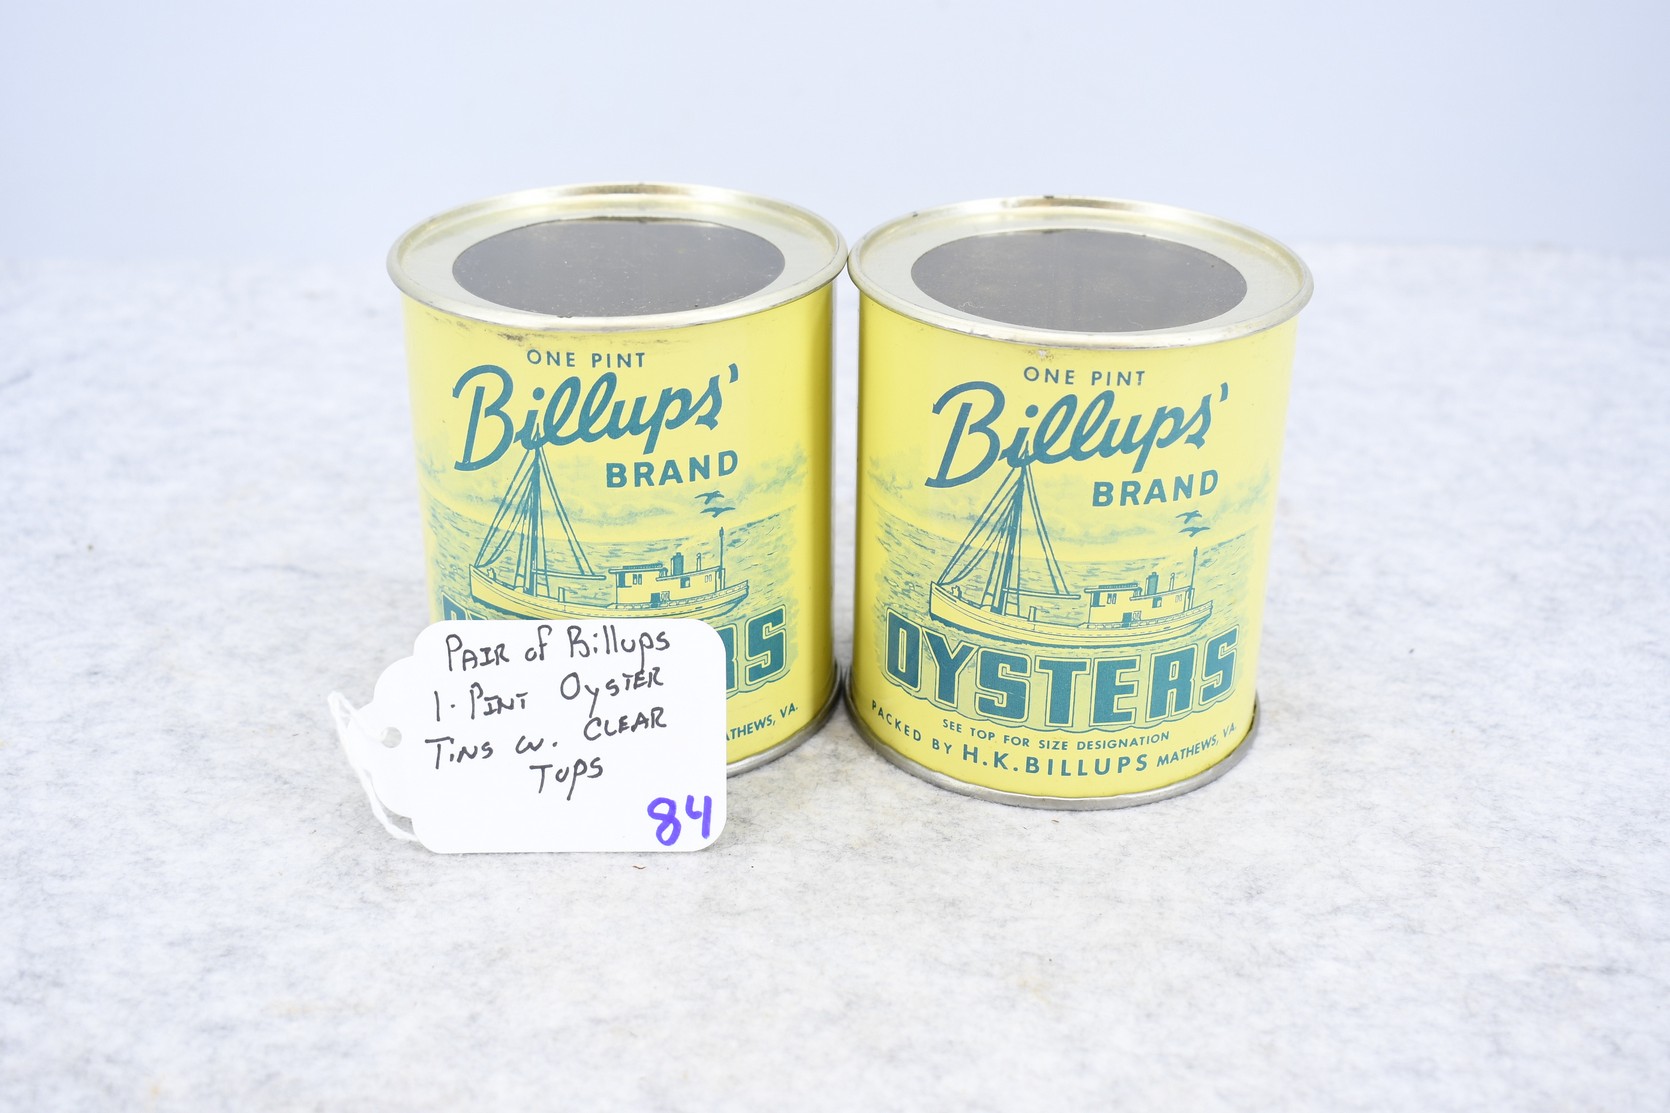 ONE PINT
Billups'
BRAND
RS
MATHEWS, VA.
ONE PINT
Billups'
BRAND
OYSTERS
SEE TOP FOR SIZE DESIGNATION
PACKED BY H.K.BILLUPS MATHEWS, VA.
PAIR of Billups
1-PINT OYSTER
TINS w. CLEAR
TOPS
84